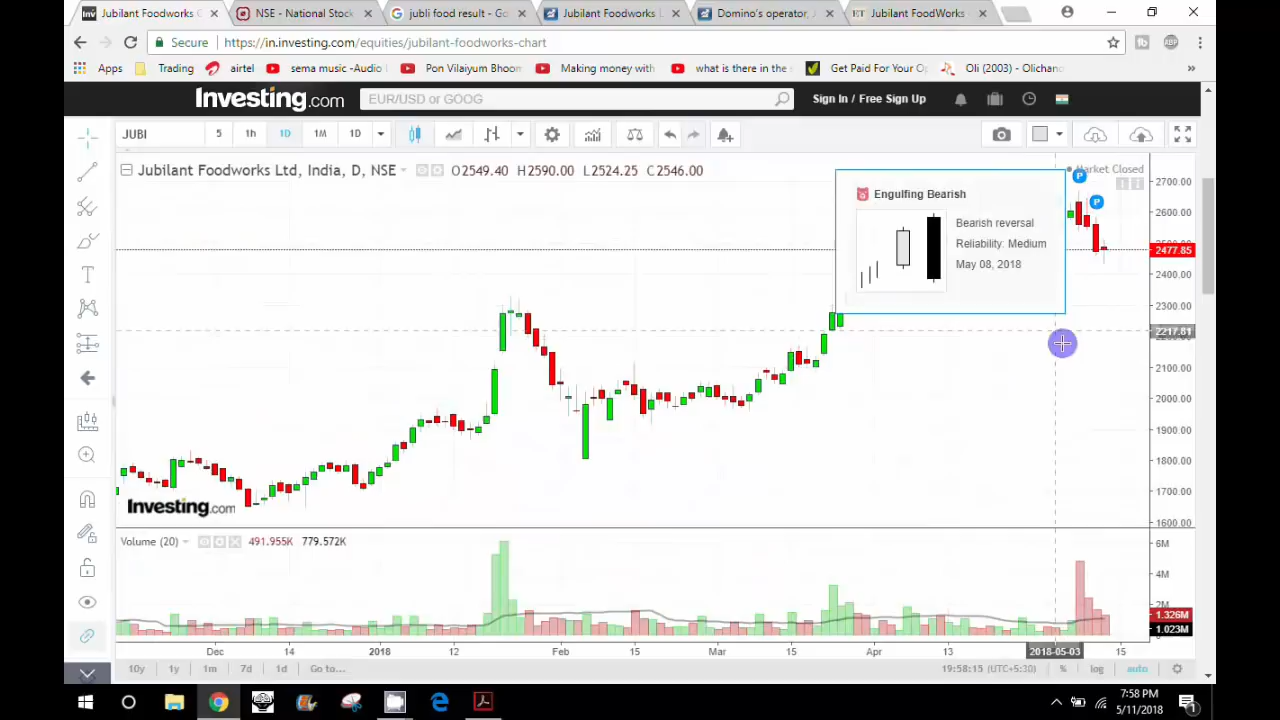 Jubilant Foodworks C
NSE - National Stock
jubli food result - Go
Jubilant Foodworks L
Domino's operator, J
Jubilant FoodWorks
Secure
https://in.investing.com/equities/jubilant-foodworks-chart
Apps Trading airtel sema music -Audio Pon Vilaiyum Bhoom Making money with what is there in the Get Paid For Your Op Oli (2003) - Olichand »
Investing.com
EUR/USD or GOOG
Sign In / Free Sign Up
JUBI 5 1h 1D 1M 1D
Jubilant Foodworks Ltd, India, D, NSE O2549.40 H2590.00 L2524.25 C2546.00
Market Closed
P
P
Engulfing Bearish
Bearish reversal
Reliability: Medium
May 08, 2018
2700.00
2600.00
2477.85
2400.00
2300.00
2217.81
2100.00
2000.00
1900.00
1800.00
1700.00
1600.00
Investing.com
Volume (20) 491.955K 779.572K
6M
4M
2M
1.326M
1.023M
Dec 14 2018 12 Feb 15 Mar 15 Apr 13 2018-05-03 15
10y 1y 1m 7d 1d Go to... 19:58:15 (UTC+5:30) % log auto
7:58 PM
5/11/2018